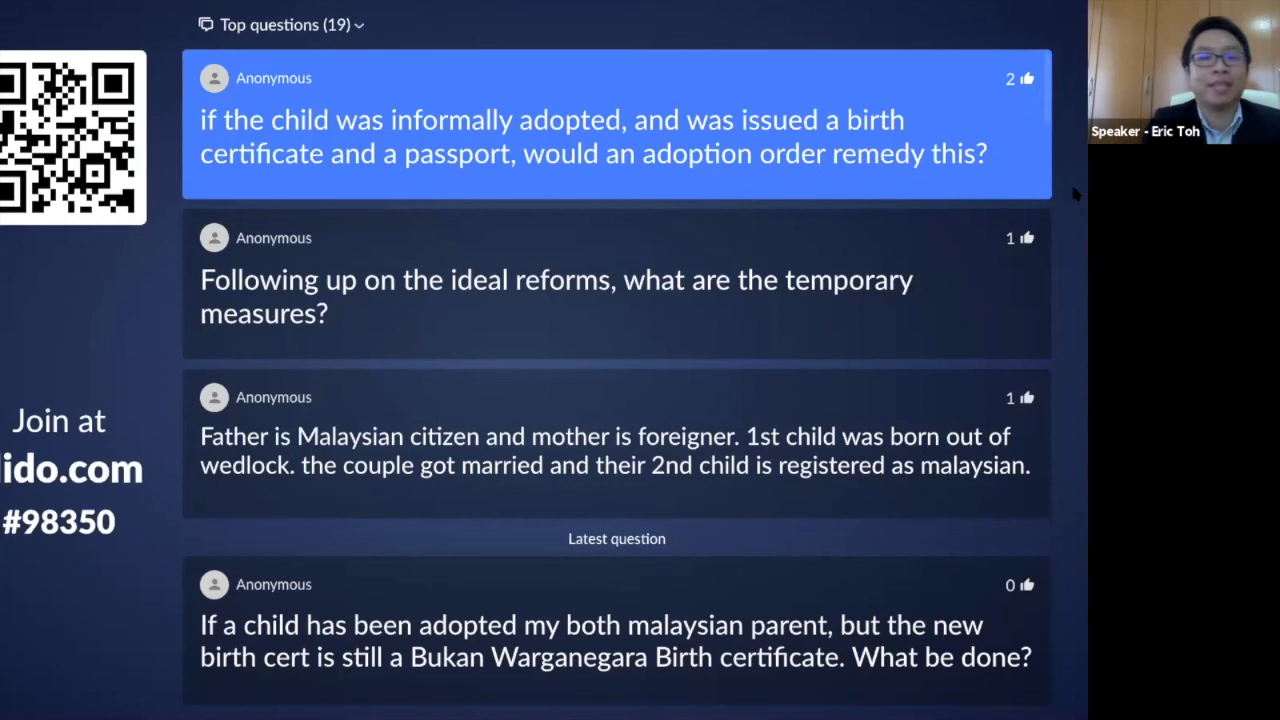 Top questions (19)
Anonymous
2
if the child was informally adopted, and was issued a birth
certificate and a passport, would an adoption order remedy this?
Speaker - Eric Toh
Anonymous
1
Following up on the ideal reforms, what are the temporary
measures?
Anonymous
1
Father is Malaysian citizen and mother is foreigner. 1st child was born out of
wedlock. the couple got married and their 2nd child is registered as malaysian.
Join at
lido.com
#98350
Latest question
Anonymous
0
If a child has been adopted my both malaysian parent, but the new
birth cert is still a Bukan Warganegara Birth certificate. What be done?